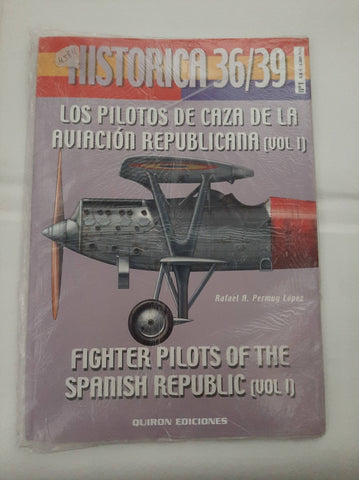 HISTORICA 36/39
Nº1
LOS PILOTOS DE CAZA DE LA
AVIACIÓN REPUBLICANA (VOL I)
Rafael A. Permuy López
FIGHTER PILOTS OF THE
SPANISH REPUBLIC (VOL I)
QUIRON EDICIONES